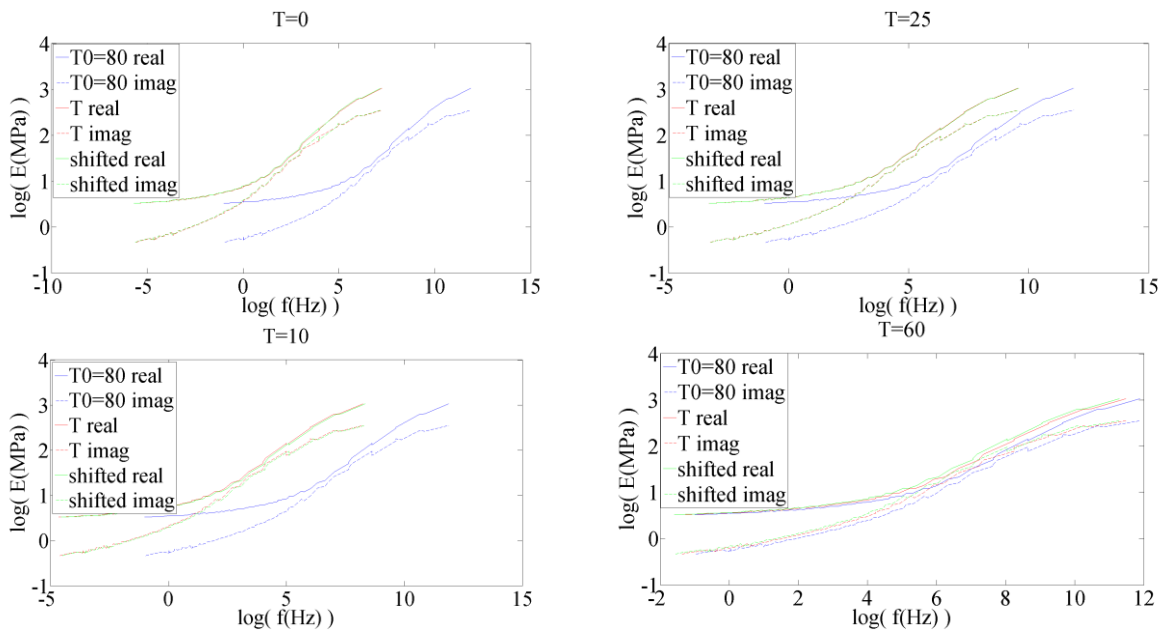 T=0
4
3
2
1
0
-1
-10
-5
0
5
10
15
log( E(MPa) )
log( f(Hz) )
T0=80 real
T0=80 imag
T real
T imag
shifted real
shifted imag
T=25
4
3
2
1
0
-1
-5
0
5
10
15
log( E(MPa) )
log( f(Hz) )
T0=80 real
T0=80 imag
T real
T imag
shifted real
shifted imag
T=10
4
3
2
1
0
-1
-5
0
5
10
15
log( E(MPa) )
log( f(Hz) )
T0=80 real
T0=80 imag
T real
T imag
shifted real
shifted imag
T=60
4
3
2
1
0
-1
-2
0
2
4
6
8
10
12
log( E(MPa) )
log( f(Hz) )
T0=80 real
T0=80 imag
T real
T imag
shifted real
shifted imag